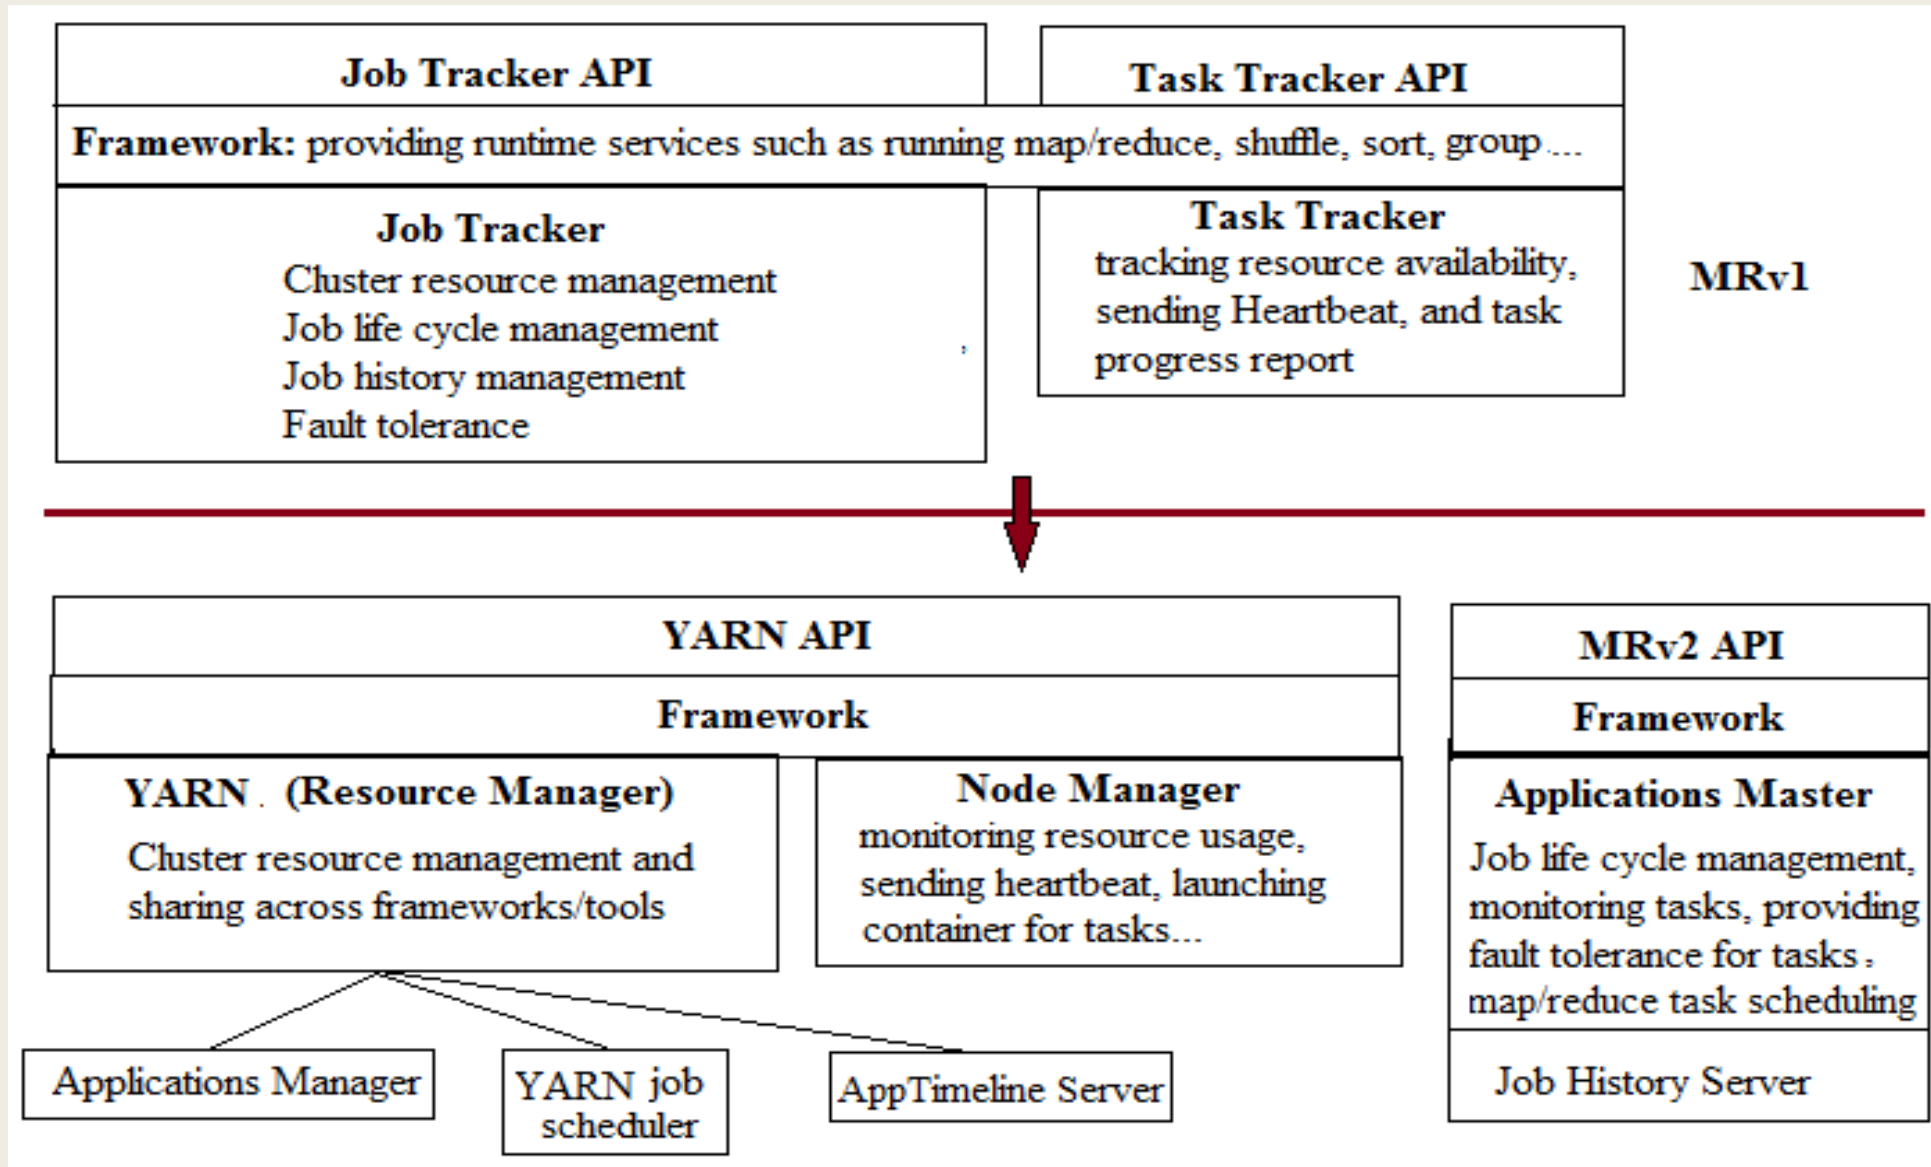 Job Tracker API
Task Tracker API
Framework: providing runtime services such as running map/reduce, shuffle, sort, group ...
Job Tracker
Cluster resource management
Job life cycle management
Job history management
Fault tolerance
Task Tracker
tracking resource availability,
sending Heartbeat, and task
progress report
MRv1
YARN API
Framework
YARN . (Resource Manager)
Cluster resource management and
sharing across frameworks/tools
Node Manager
monitoring resource usage,
sending heartbeat, launching
container for tasks...
MRv2 API
Framework
Applications Master
Job life cycle management,
monitoring tasks, providing
fault tolerance for tasks,
map/reduce task scheduling
Job History Server
Applications Manager
YARN job
scheduler
AppTimeline Server